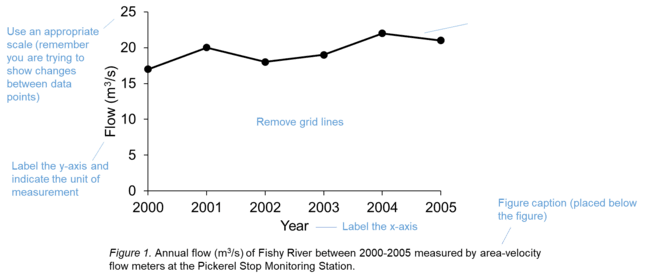 Use an appropriate
scale (remember
you are trying to
show changes
between data
points)
25
20
15
10
5
0
Flow (m³/s)
Remove grid lines
Label the y-axis and
indicate the unit of
measurement
2000 2001 2002 2003 2004 2005
Year
Label the x-axis
Figure caption (placed below
the figure)
Figure 1. Annual flow (m³/s) of Fishy River between 2000-2005 measured by area-velocity
flow meters at the Pickerel Stop Monitoring Station.